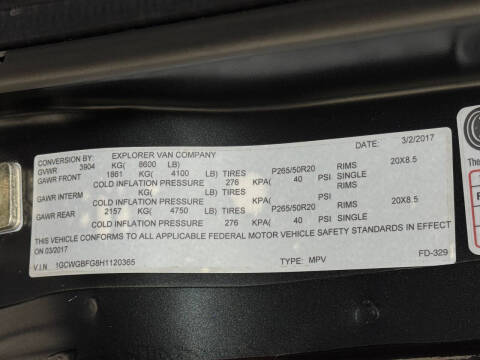 CONVERSION BY: EXPLORER VAN COMPANY DATE: 3/2/2017
GVWR 3904 KG( 8600 LB)
GAWR FRONT 1861 KG( 4100 LB) TIRES P265/50R20 RIMS 20X8.5
COLD INFLATION PRESSURE 276 KPA( 40 PSI SINGLE
GAWR INTERM KG( LB) TIRES RIMS
COLD INFLATION PRESSURE KPA( PSI
GAWR REAR 2157 KG( 4750 LB) TIRES P265/50R20 RIMS 20X8.5
COLD INFLATION PRESSURE 276 KPA( 40 PSI SINGLE
THIS VEHICLE CONFORMS TO ALL APPLICABLE FEDERAL MOTOR VEHICLE SAFETY STANDARDS IN EFFECT
ON 03/2017
V.I.N. 1GCWGBFG8H1120365 TYPE: MPV FD-329